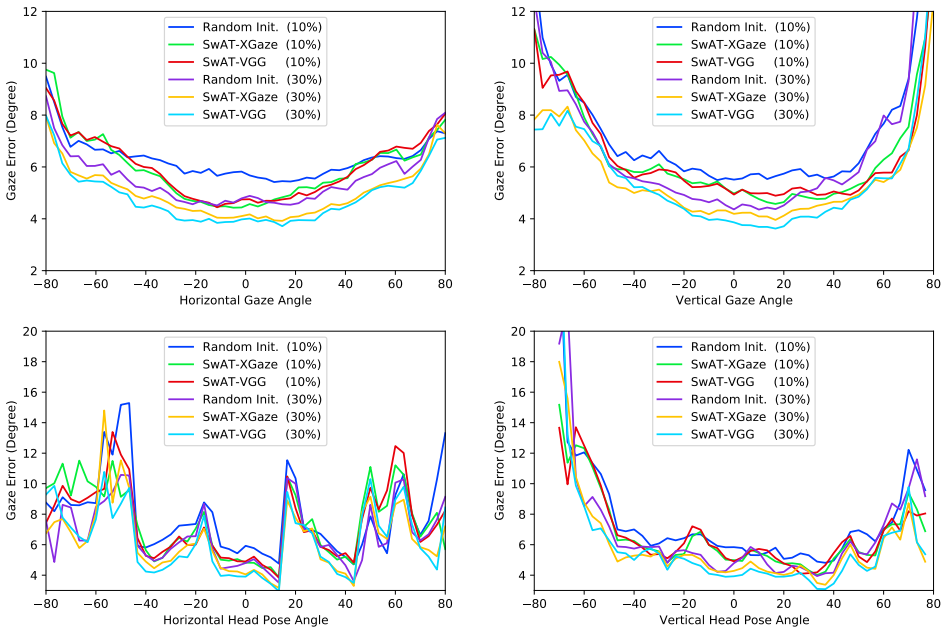 12
10
8
6
4
2
Gaze Error (Degree)
Random Init. (10%)
SwAT-XGaze (10%)
SwAT-VGG (10%)
Random Init. (30%)
SwAT-XGaze (30%)
SwAT-VGG (30%)
−80 −60 −40 −20 0 20 40 60 80
Horizontal Gaze Angle
12
10
8
6
4
2
Gaze Error (Degree)
Random Init. (10%)
SwAT-XGaze (10%)
SwAT-VGG (10%)
Random Init. (30%)
SwAT-XGaze (30%)
SwAT-VGG (30%)
−80 −60 −40 −20 0 20 40 60 80
Vertical Gaze Angle
20
18
16
14
12
10
8
6
4
Gaze Error (Degree)
Random Init. (10%)
SwAT-XGaze (10%)
SwAT-VGG (10%)
Random Init. (30%)
SwAT-XGaze (30%)
SwAT-VGG (30%)
−80 −60 −40 −20 0 20 40 60 80
Horizontal Head Pose Angle
20
18
16
14
12
10
8
6
4
Gaze Error (Degree)
Random Init. (10%)
SwAT-XGaze (10%)
SwAT-VGG (10%)
Random Init. (30%)
SwAT-XGaze (30%)
SwAT-VGG (30%)
−80 −60 −40 −20 0 20 40 60 80
Vertical Head Pose Angle